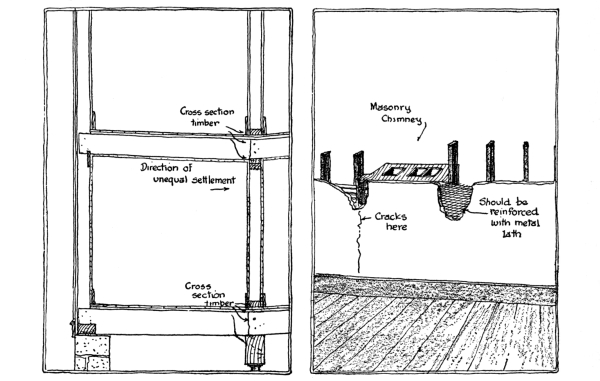 Cross section
timber
Direction of
unequal settlement
Cross
section
timber
Masonry
Chimney
Cracks
here
Should be
reinforced
with metal
lath